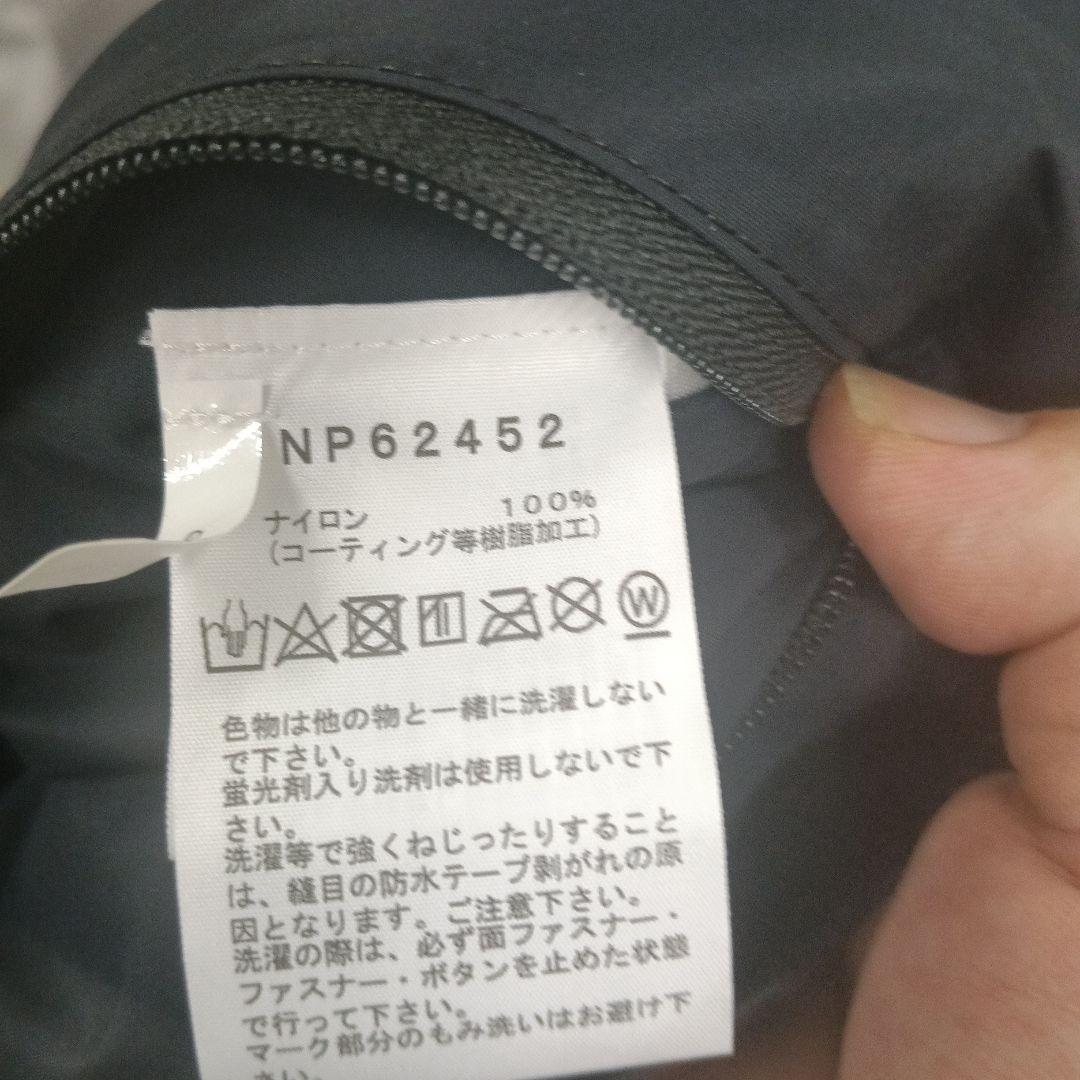 NP62452
ナイロン 100%
(コーティング等樹脂加工)
W
色物は他の物と一緒に洗濯しない
で下さい。
蛍光剤入り洗剤は使用しないで下
さい。
洗濯等で強くねじったりすること
は、縫目の防水テープ剥がれの原
因となります。ご注意下さい。
洗濯の際は、必ず面ファスナー・
ファスナー・ボタンを止めた状態
で行って下さい。
マーク部分のもみ洗いはお避け下
さい。